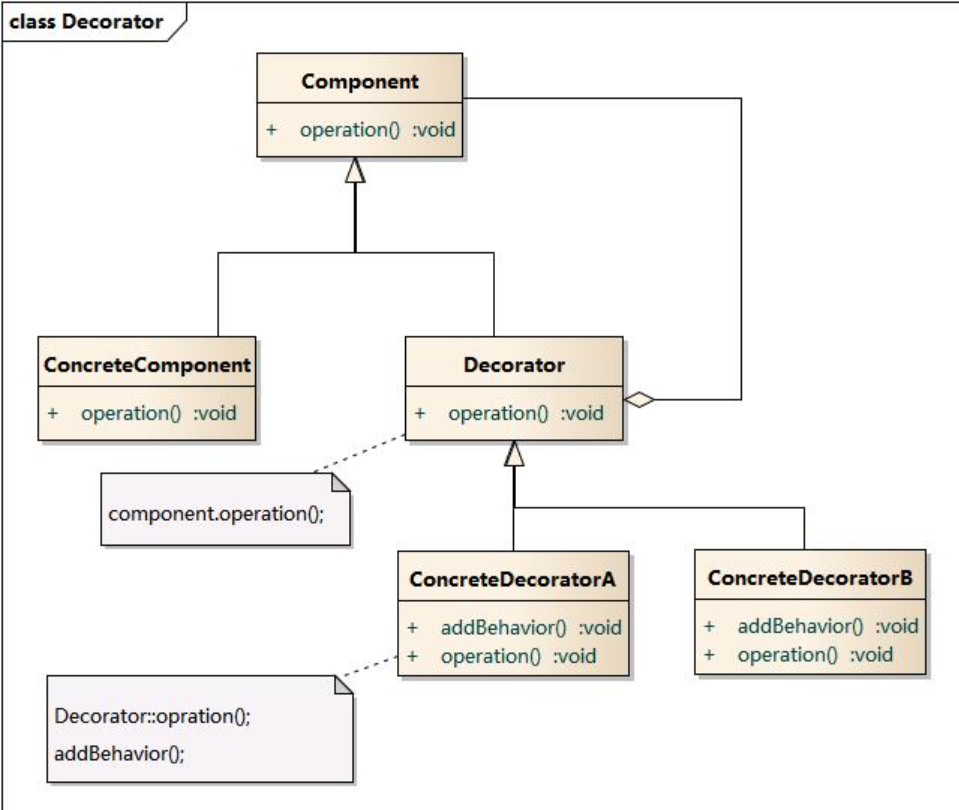 class Decorator
Component
+ operation() :void
ConcreteComponent
+ operation() :void
Decorator
+ operation() :void
component.operation();
ConcreteDecoratorA
+ addBehavior() :void
+ operation() :void
ConcreteDecoratorB
+ addBehavior() :void
+ operation() :void
Decorator::opration();
addBehavior();